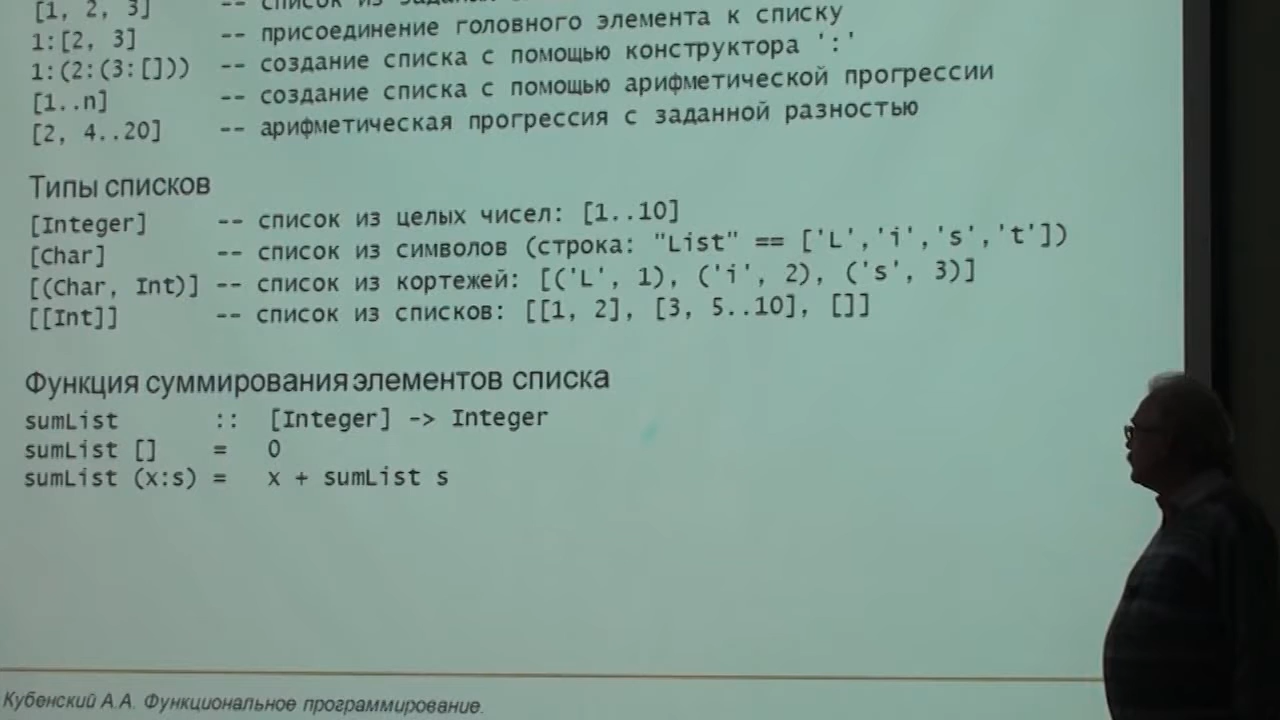 [1, 2, 3] -- список из
1:[2, 3] -- присоединение головного элемента к списку
1:(2:(3:[])) -- создание списка с помощью конструктора ':'
[1..n] -- создание списка с помощью арифметической прогрессии
[2, 4..20] -- арифметическая прогрессия с заданной разностью
Типы списков
[Integer] -- список из целых чисел: [1..10]
[Char] -- список из символов (строка: "List" == ['L','i','s','t'])
[(Char, Int)] -- список из кортежей: [('L', 1), ('i', 2), ('s', 3)]
[[Int]] -- список из списков: [[1, 2], [3, 5..10], []]
Функция суммирования элементов списка
sumList :: [Integer] -> Integer
sumList [] = 0
sumList (x:s) = x + sumList s
Кубенский А.А. Функциональное программирование.